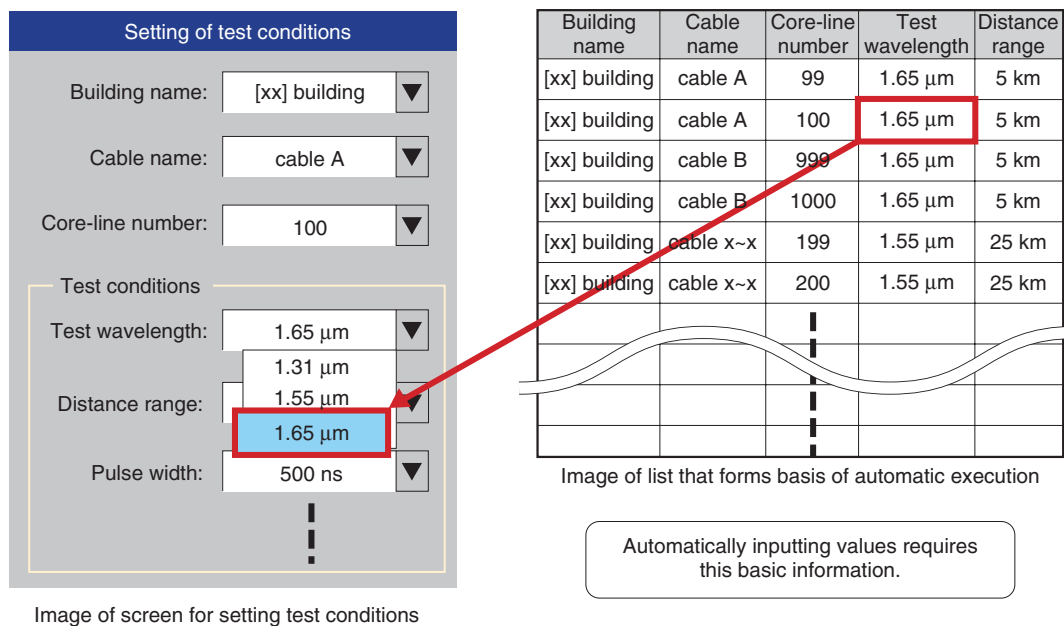 Setting of test conditions
Building name: [xx] building
Cable name: cable A
Core-line number: 100
Test conditions
Test wavelength: 1.65 μm
1.31 μm
1.55 μm
Distance range:
1.65 μm
Pulse width: 500 ns
Image of screen for setting test conditions
Building name Cable name Core-line number Test wavelength Distance range
[xx] building cable A 99 1.65 μm 5 km
[xx] building cable A 100 1.65 μm 5 km
[xx] building cable B 999 1.65 μm 5 km
[xx] building cable B 1000 1.65 μm 5 km
[xx] building cable x~x 199 1.55 μm 25 km
[xx] building cable x~x 200 1.55 μm 25 km
Image of list that forms basis of automatic execution
Automatically inputting values requires
this basic information.